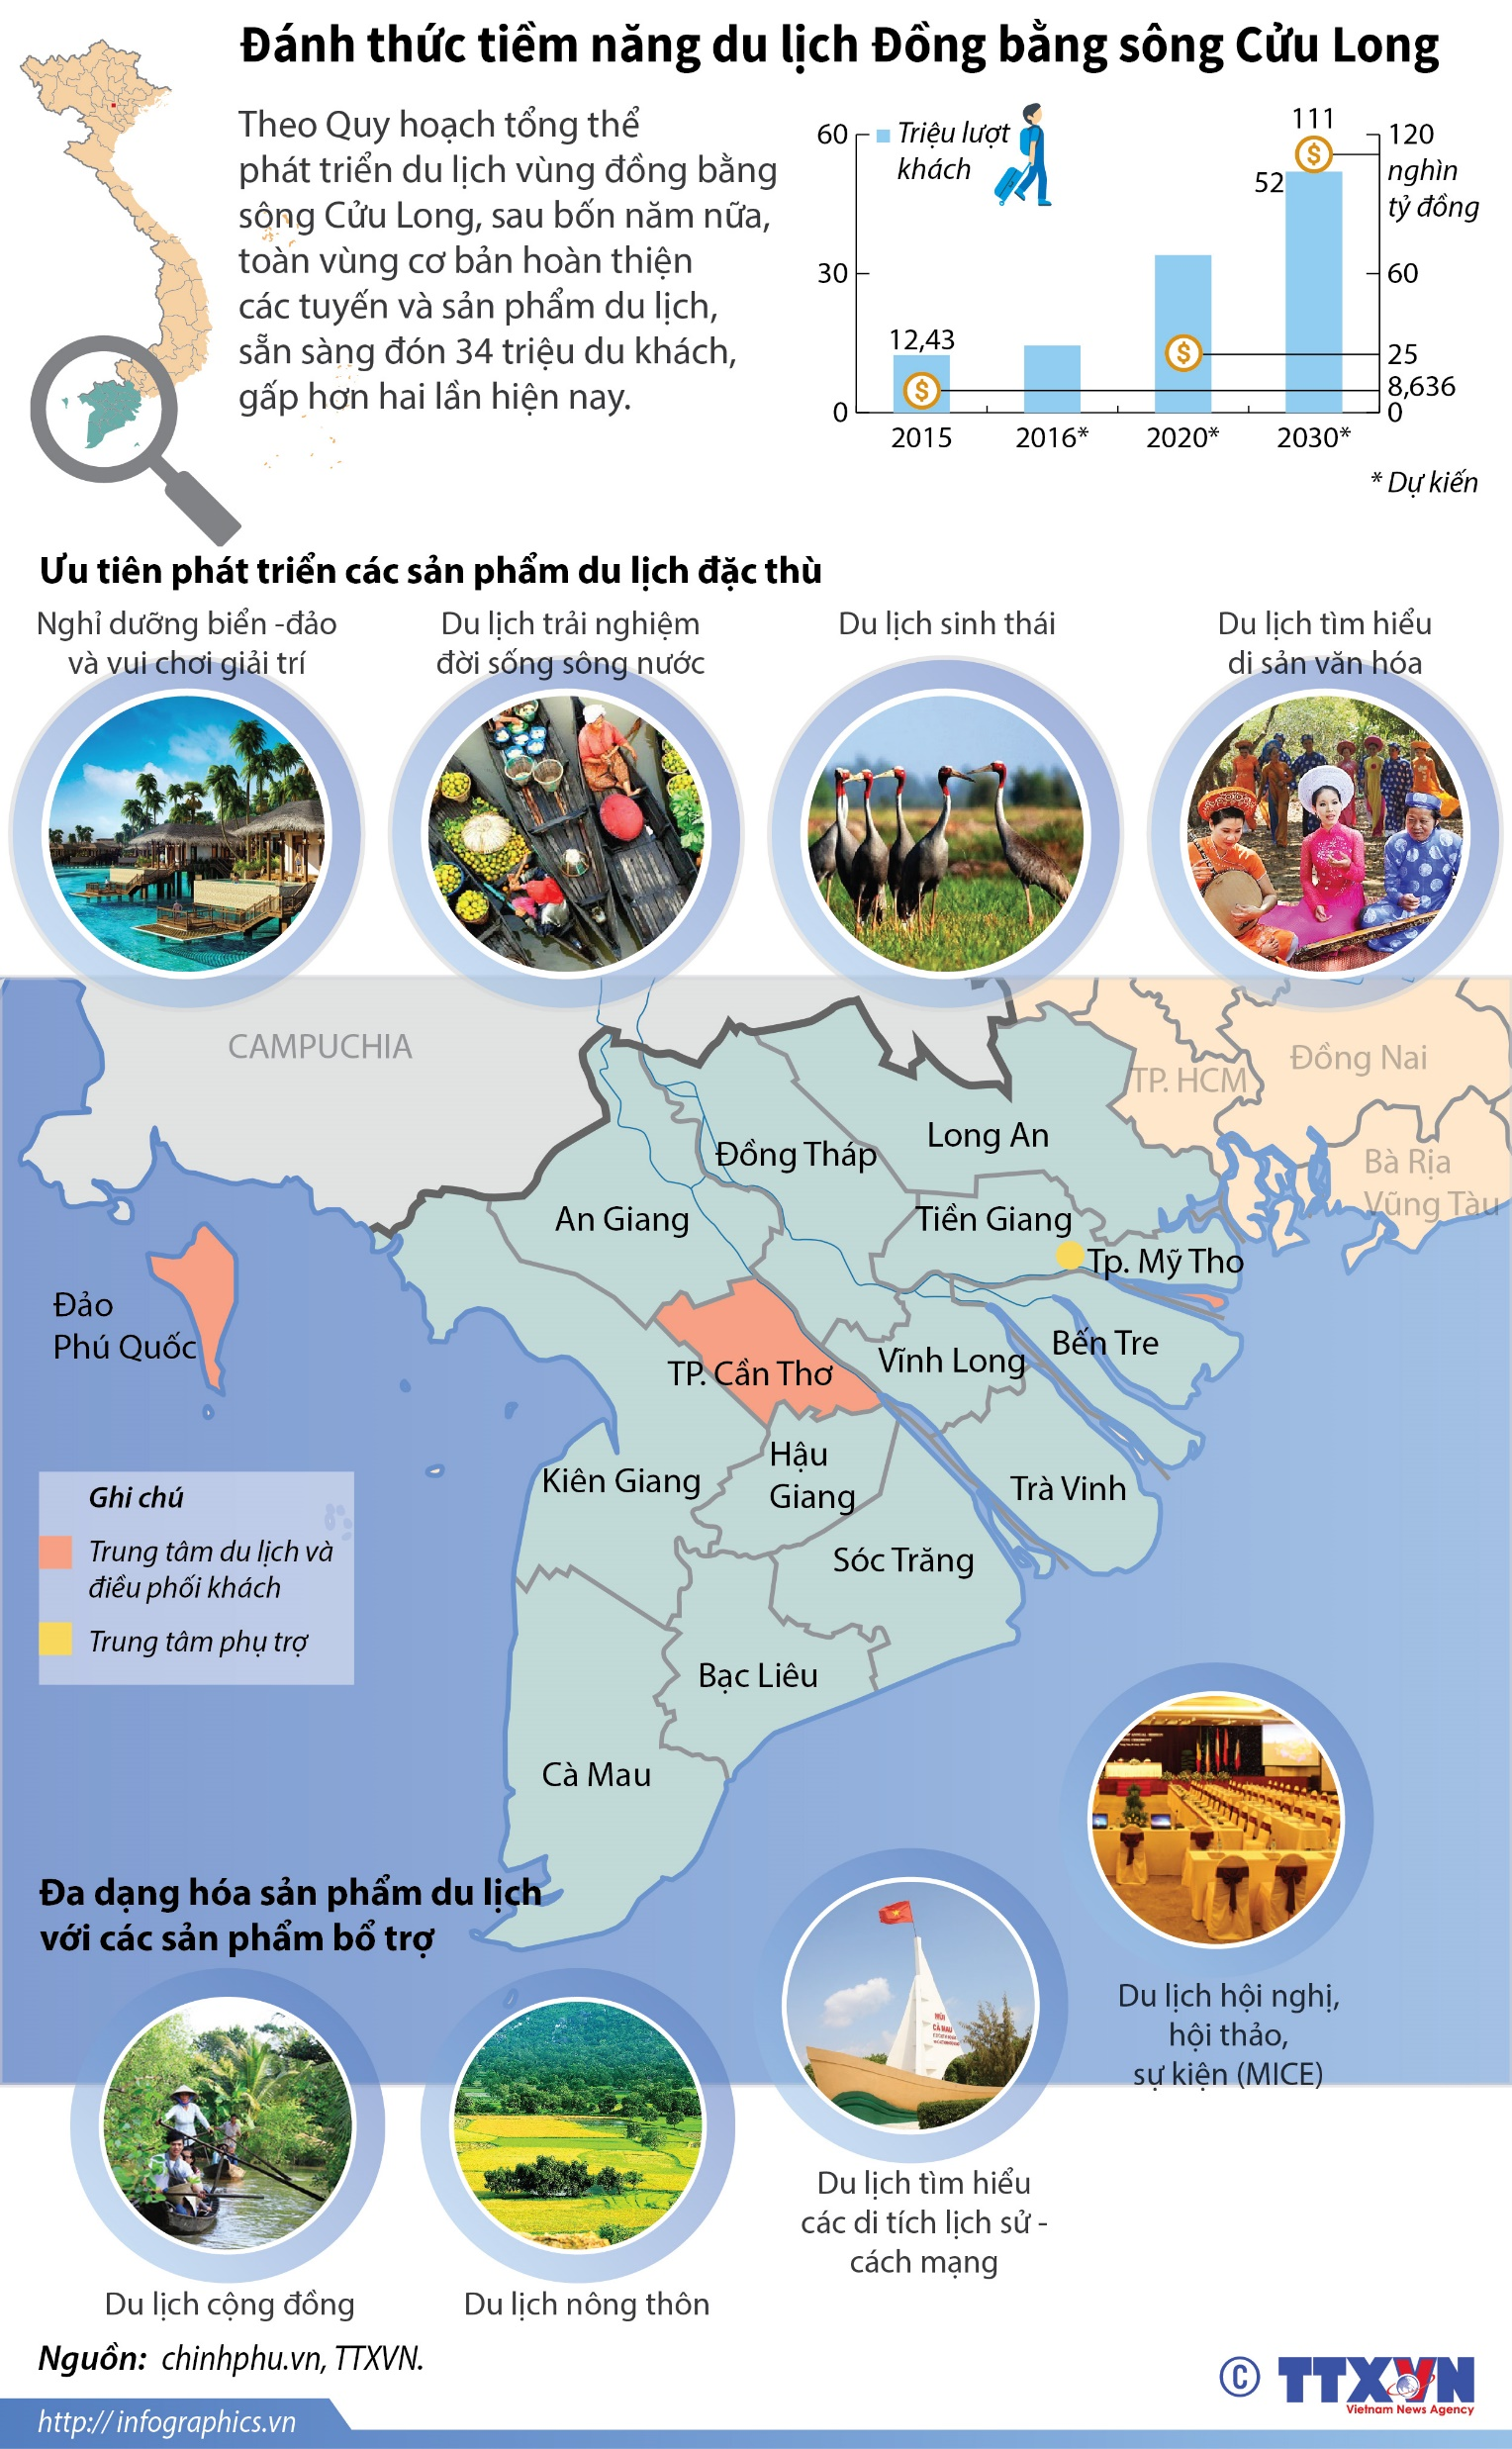 Đánh thức tiềm năng du lịch Đồng bằng sông Cửu Long
Theo Quy hoạch tổng thể
phát triển du lịch vùng đồng bằng
sông Cửu Long, sau bốn năm nữa,
toàn vùng cơ bản hoàn thiện
các tuyến và sản phẩm du lịch,
sẵn sàng đón 34 triệu du khách,
gấp hơn hai lần hiện nay.
Triệu lượt
khách
60
30
0
12,43
52
111
120
nghìn
tỷ đồng
60
25
8,636
0
2015
2016*
2020*
2030*
* Dự kiến
Ưu tiên phát triển các sản phẩm du lịch đặc thù
Nghỉ dưỡng biển -đảo
và vui chơi giải trí
Du lịch trải nghiệm
đời sống sông nước
Du lịch sinh thái
Du lịch tìm hiểu
di sản văn hóa
CAMPUCHIA
Đồng Nai
TP. HCM
Bà Rịa
Vũng Tàu
Long An
Đồng Tháp
An Giang
Tiền Giang
Tp. Mỹ Tho
Đảo
Phú Quốc
Bến Tre
Vĩnh Long
TP. Cần Thơ
Hậu
Giang
Kiên Giang
Trà Vinh
Sóc Trăng
Bạc Liêu
Cà Mau
Ghi chú
Trung tâm du lịch và
điều phối khách
Trung tâm phụ trợ
Đa dạng hóa sản phẩm du lịch
với các sản phẩm bổ trợ
MŨI
CÀ MAU
Du lịch hội nghị,
hội thảo,
sự kiện (MICE)
Du lịch tìm hiểu
các di tích lịch sử -
cách mạng
Du lịch cộng đồng
Du lịch nông thôn
Nguồn: chinhphu.vn, TTXVN.
© TTXVN
Vietnam News Agency
http:// infographics.vn